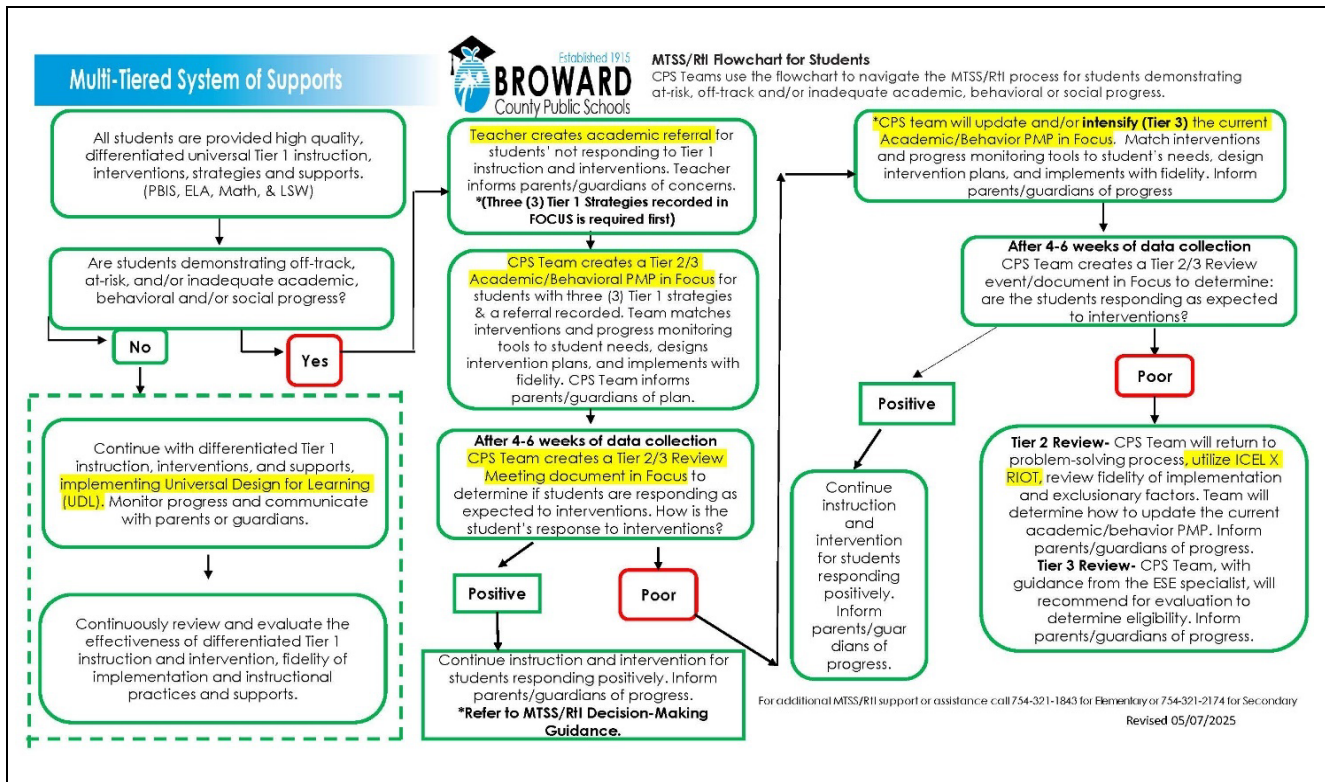 Multi-Tiered System of Supports
Established 1915
BROWARD
County Public Schools
MTSS/RtI Flowchart for Students
CPS Teams use the flowchart to navigate the MTSS/RtI process for students demonstrating
at-risk, off-track and/or inadequate academic, behavioral or social progress.
All students are provided high quality,
differentiated universal Tier 1 instruction,
interventions, strategies and supports.
(PBIS, ELA, Math, & LSW)
Are students demonstrating off-track,
at-risk, and/or inadequate academic,
behavioral and/or social progress?
No
Yes
Continue with differentiated Tier 1
instruction, interventions, and supports,
implementing Universal Design for Learning
(UDL). Monitor progress and communicate
with parents or guardians.
Continuously review and evaluate the
effectiveness of differentiated Tier 1
instruction and intervention, fidelity of
implementation and instructional
practices and supports.
Teacher creates academic referral for
students' not responding to Tier 1
instruction and interventions. Teacher
informs parents/guardians of concerns.
*(Three (3) Tier 1 Strategies recorded in
FOCUS is required first)
CPS Team creates a Tier 2/3
Academic/Behavioral PMP in Focus for
students with three (3) Tier 1 strategies
& a referral recorded. Team matches
interventions and progress monitoring
tools to student needs, designs
intervention plans, and implements with
fidelity. CPS Team informs
parents/guardians of plan.
After 4-6 weeks of data collection
CPS Team creates a Tier 2/3 Review
Meeting document in Focus to
determine if students are responding as
expected to interventions. How is the
student's response to interventions?
Positive
Poor
Continue instruction and intervention for
students responding positively. Inform
parents/guardians of progress.
*Refer to MTSS/RtI Decision-Making
Guidance.
*CPS team will update and/or intensify (Tier 3) the current
Academic/Behavior PMP in Focus. Match interventions
and progress monitoring tools to student's needs, design
intervention plans, and implements with fidelity. Inform
parents/guardians of progress
After 4-6 weeks of data collection
CPS Team creates a Tier 2/3 Review
event/document in Focus to determine:
are the students responding as expected
to interventions?
Positive
Poor
Continue
instruction
and
intervention
for students
responding
positively.
Inform
parents/guar
dians of
progress.
Tier 2 Review- CPS Team will return to
problem-solving process, utilize ICEL X
RIOT, review fidelity of implementation
and exclusionary factors. Team will
determine how to update the current
academic/behavior PMP. Inform
parents/guardians of progress.
Tier 3 Review- CPS Team, with
guidance from the ESE specialist, will
recommend for evaluation to
determine eligibility. Inform
parents/guardians of progress.
For additional MTSS/RtI support or assistance call 754-321-1843 for Elementary or 754-321-2174 for Secondary
Revised 05/07/2025